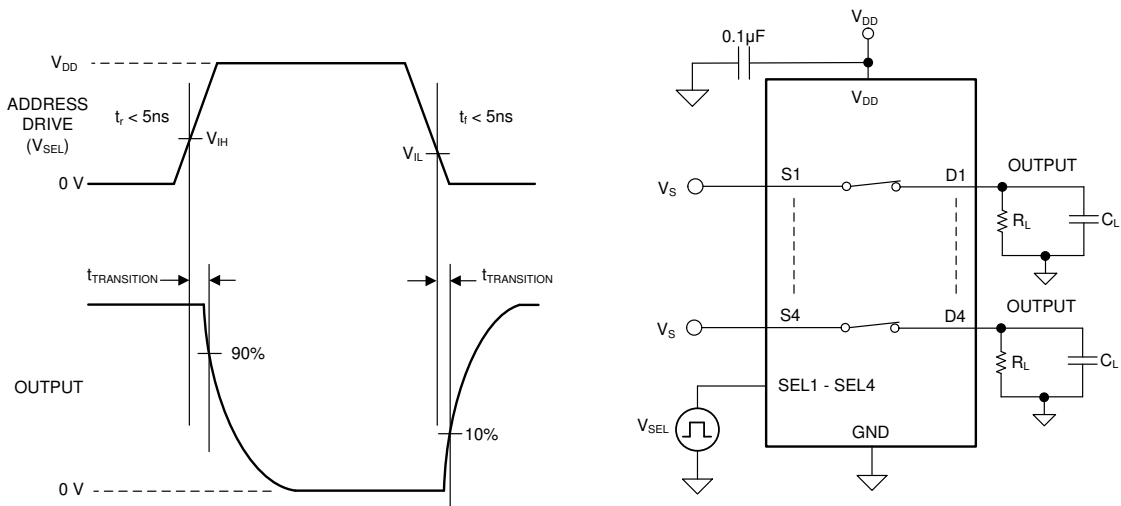 V_DD
ADDRESS
DRIVE
(V_SEL)
t_r < 5ns
V_IH
V_IL
t_f < 5ns
0 V
t_TRANSITION
t_TRANSITION
90%
OUTPUT
10%
0 V
V_DD
0.1µF
V_DD
V_S
S1
D1
OUTPUT
R_L
C_L
V_S
S4
D4
OUTPUT
R_L
C_L
SEL1 - SEL4
V_SEL
GND